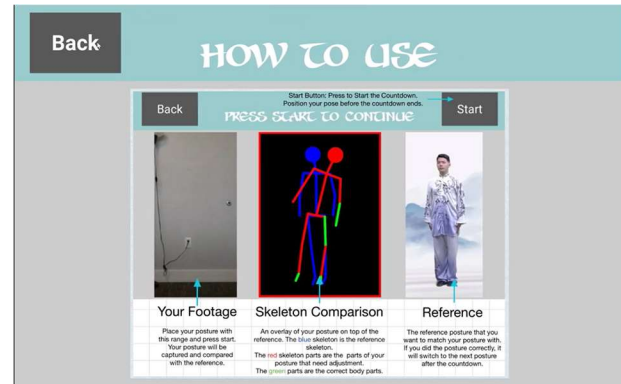 Back
HOW TO USE
Start Button: Press to Start the Countdown.
Position your pose before the countdown ends.
Back
PRESS START TO CONTINUE
Start
Your Footage
Place your posture with
this range and press start.
Your posture will be
captured and compared
with the reference.
Skeleton Comparison
An overlay of your posture on top of the
reference. The blue skeleton is the reference
skeleton.
The red skeleton parts are the parts of your
posture that need adjustment.
The green parts are the correct body parts.
Reference
The reference posture that you
want to match your posture with.
If you did the posture correctly, it
will switch to the next posture
after the countdown.